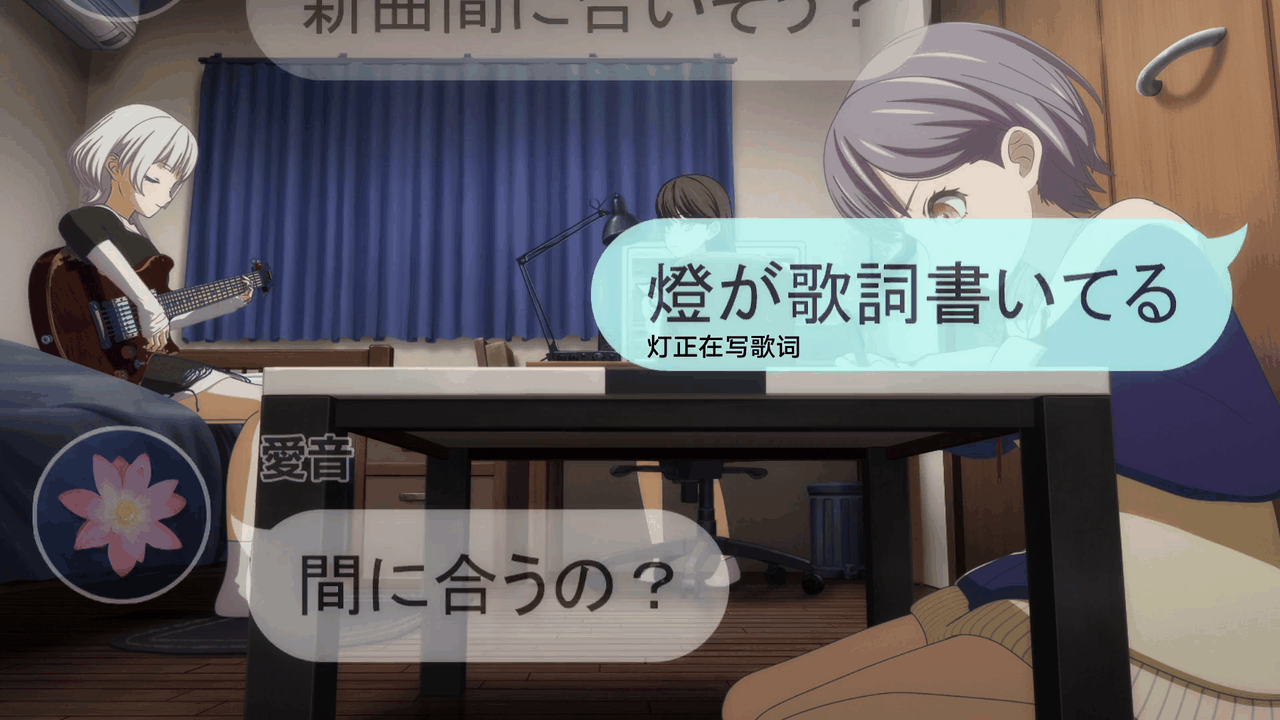 新曲間に合いそう？
燈が歌詞書いてる
灯正在写歌词
愛音
間に合うの？